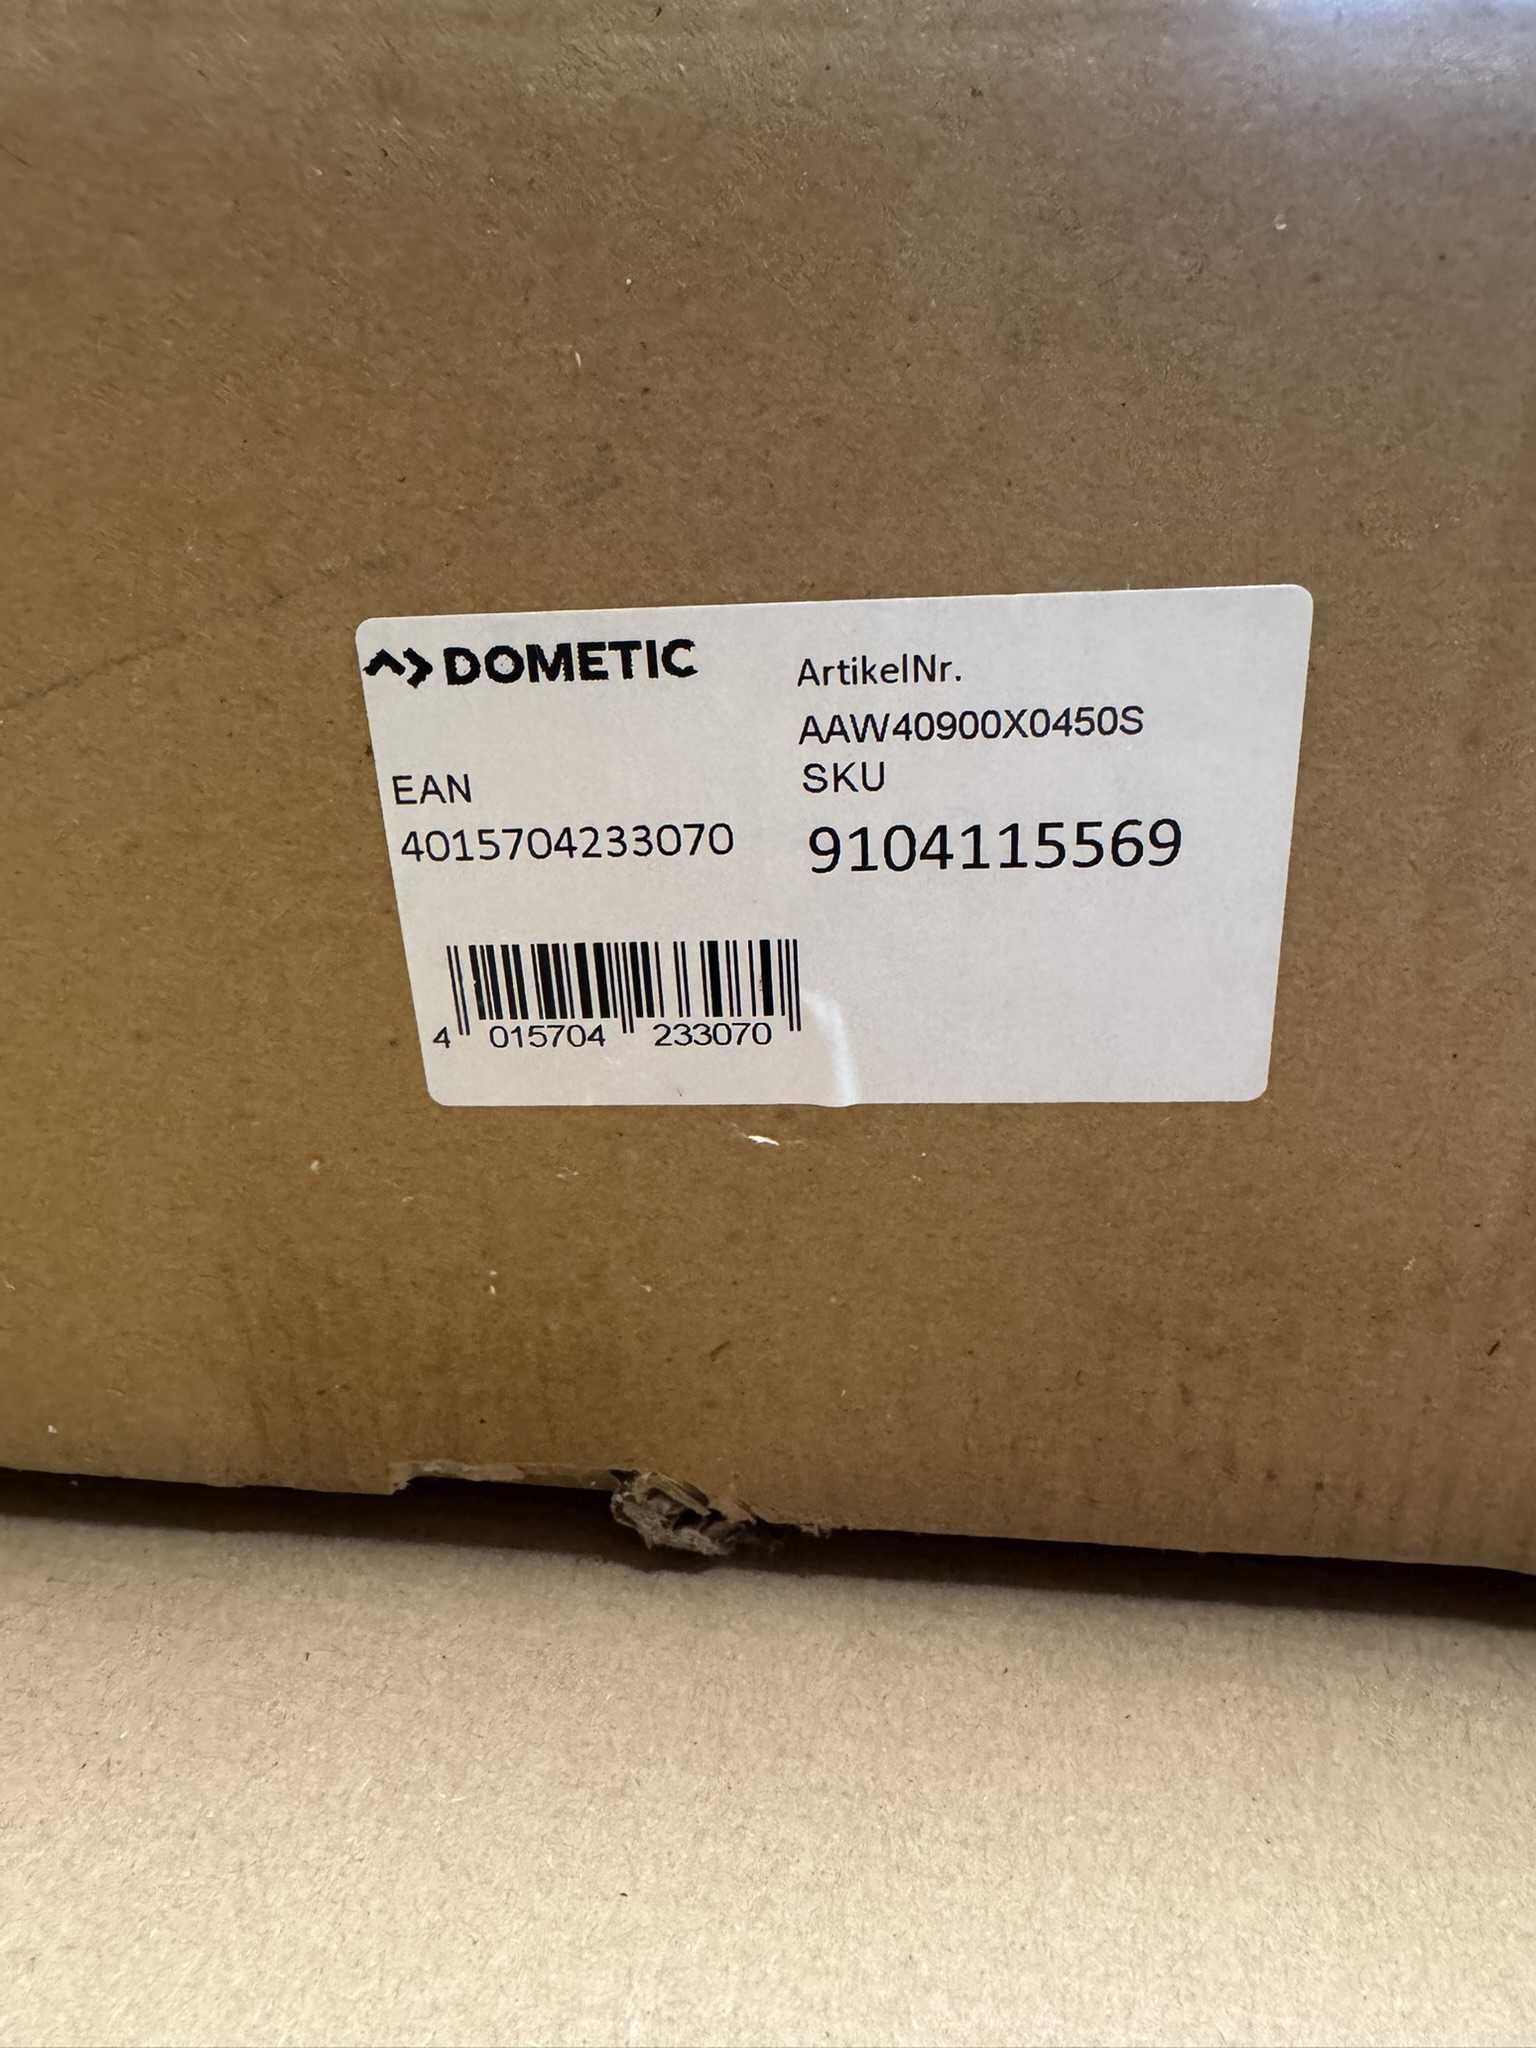 DOMETIC
ArtikelNr.
AAW40900X0450S
EAN
SKU
4015704233070
9104115569
4 015704 233070